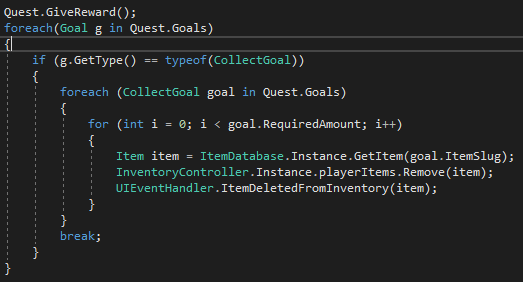 Quest.GiveReward();
foreach(Goal g in Quest.Goals)
{
if (g.GetType() == typeof(CollectGoal))
{
foreach (CollectGoal goal in Quest.Goals)
{
for (int i = 0; i < goal.RequiredAmount; i++)
{
Item item = ItemDatabase.Instance.GetItem(goal.ItemSlug);
InventoryController.Instance.playerItems.Remove(item);
UIEventHandler.ItemDeletedFromInventory(item);
}
}
break;
}
}